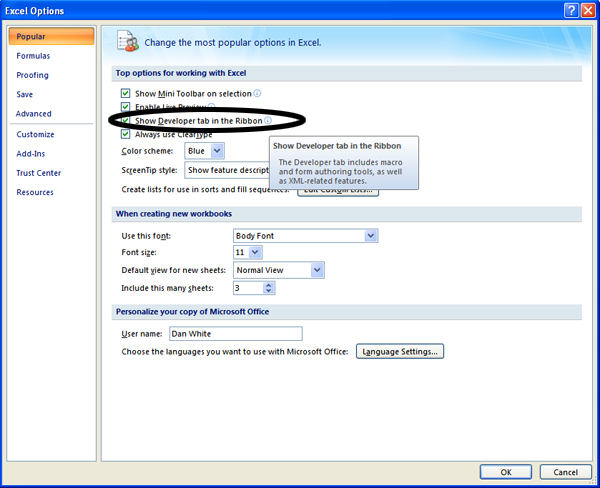 Excel Options
Popular
Formulas
Proofing
Save
Advanced
Customize
Add-Ins
Trust Center
Resources
Change the most popular options in Excel.
Top options for working with Excel
Show Mini Toolbar on selection
Enable Live Preview
Show Developer tab in the Ribbon
Always use ClearType
Color scheme: Blue
ScreenTip style: Show feature descript
Show Developer tab in the Ribbon
The Developer tab includes macro
and form authoring tools, as well
as XML-related features.
Create lists for use in sorts and fill sequences: Edit Custom Lists...
When creating new workbooks
Use this font: Body Font
Font size: 11
Default view for new sheets: Normal View
Include this many sheets: 3
Personalize your copy of Microsoft Office
User name: Dan White
Choose the languages you want to use with Microsoft Office: Language Settings...
OK Cancel